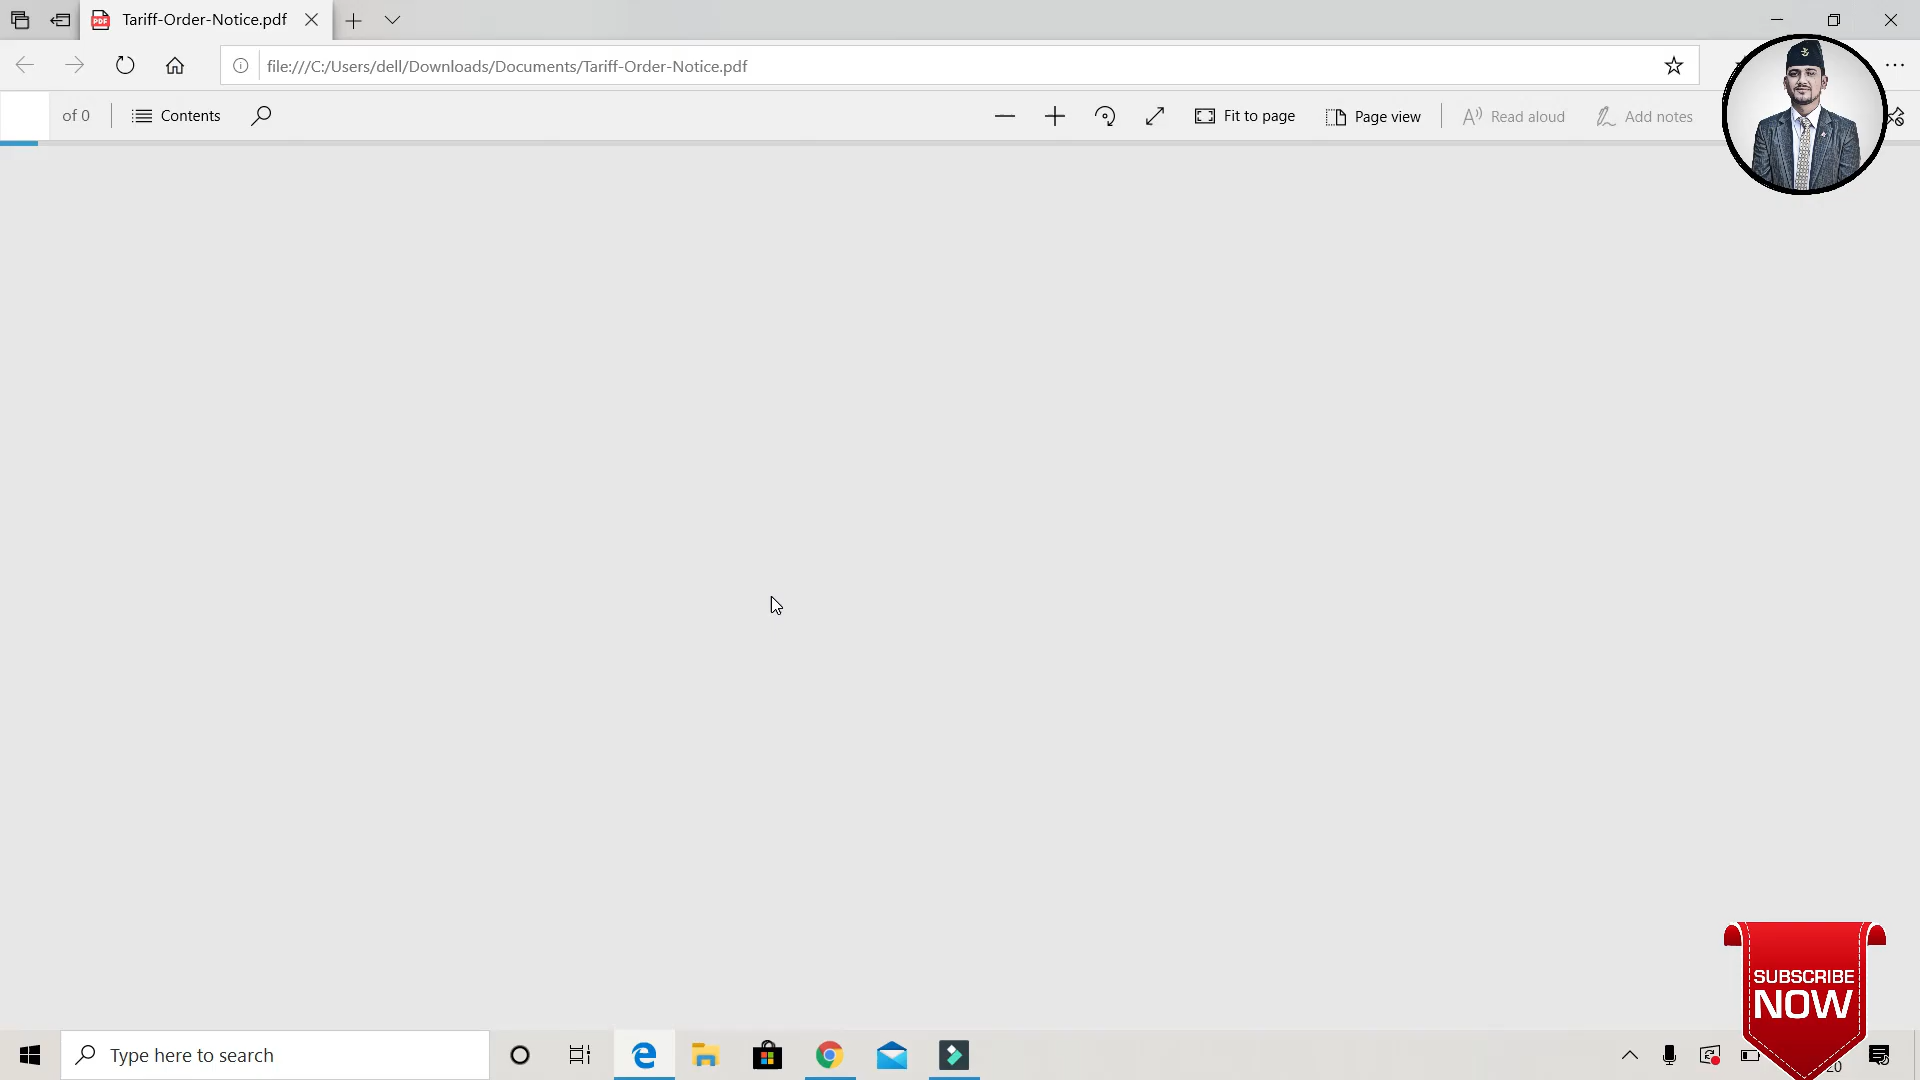 Tariff-Order-Notice.pdf
file:///C:/Users/dell/Downloads/Documents/Tariff-Order-Notice.pdf
of 0
Contents
Fit to page
Page view
Read aloud
Add notes
SUBSCRIBE
NOW
Type here to search
20